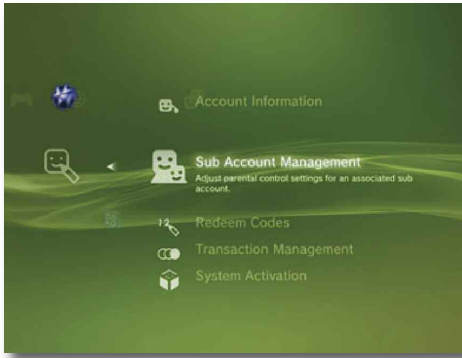 Account Information
Sub Account Management
Adjust parental control settings for an associated sub
account.
Redeem Codes
Transaction Management
System Activation